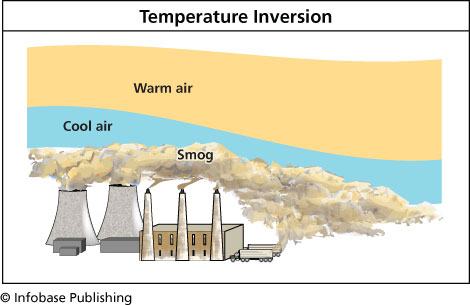 Temperature Inversion
Warm air
Cool air
Smog
© Infobase Publishing